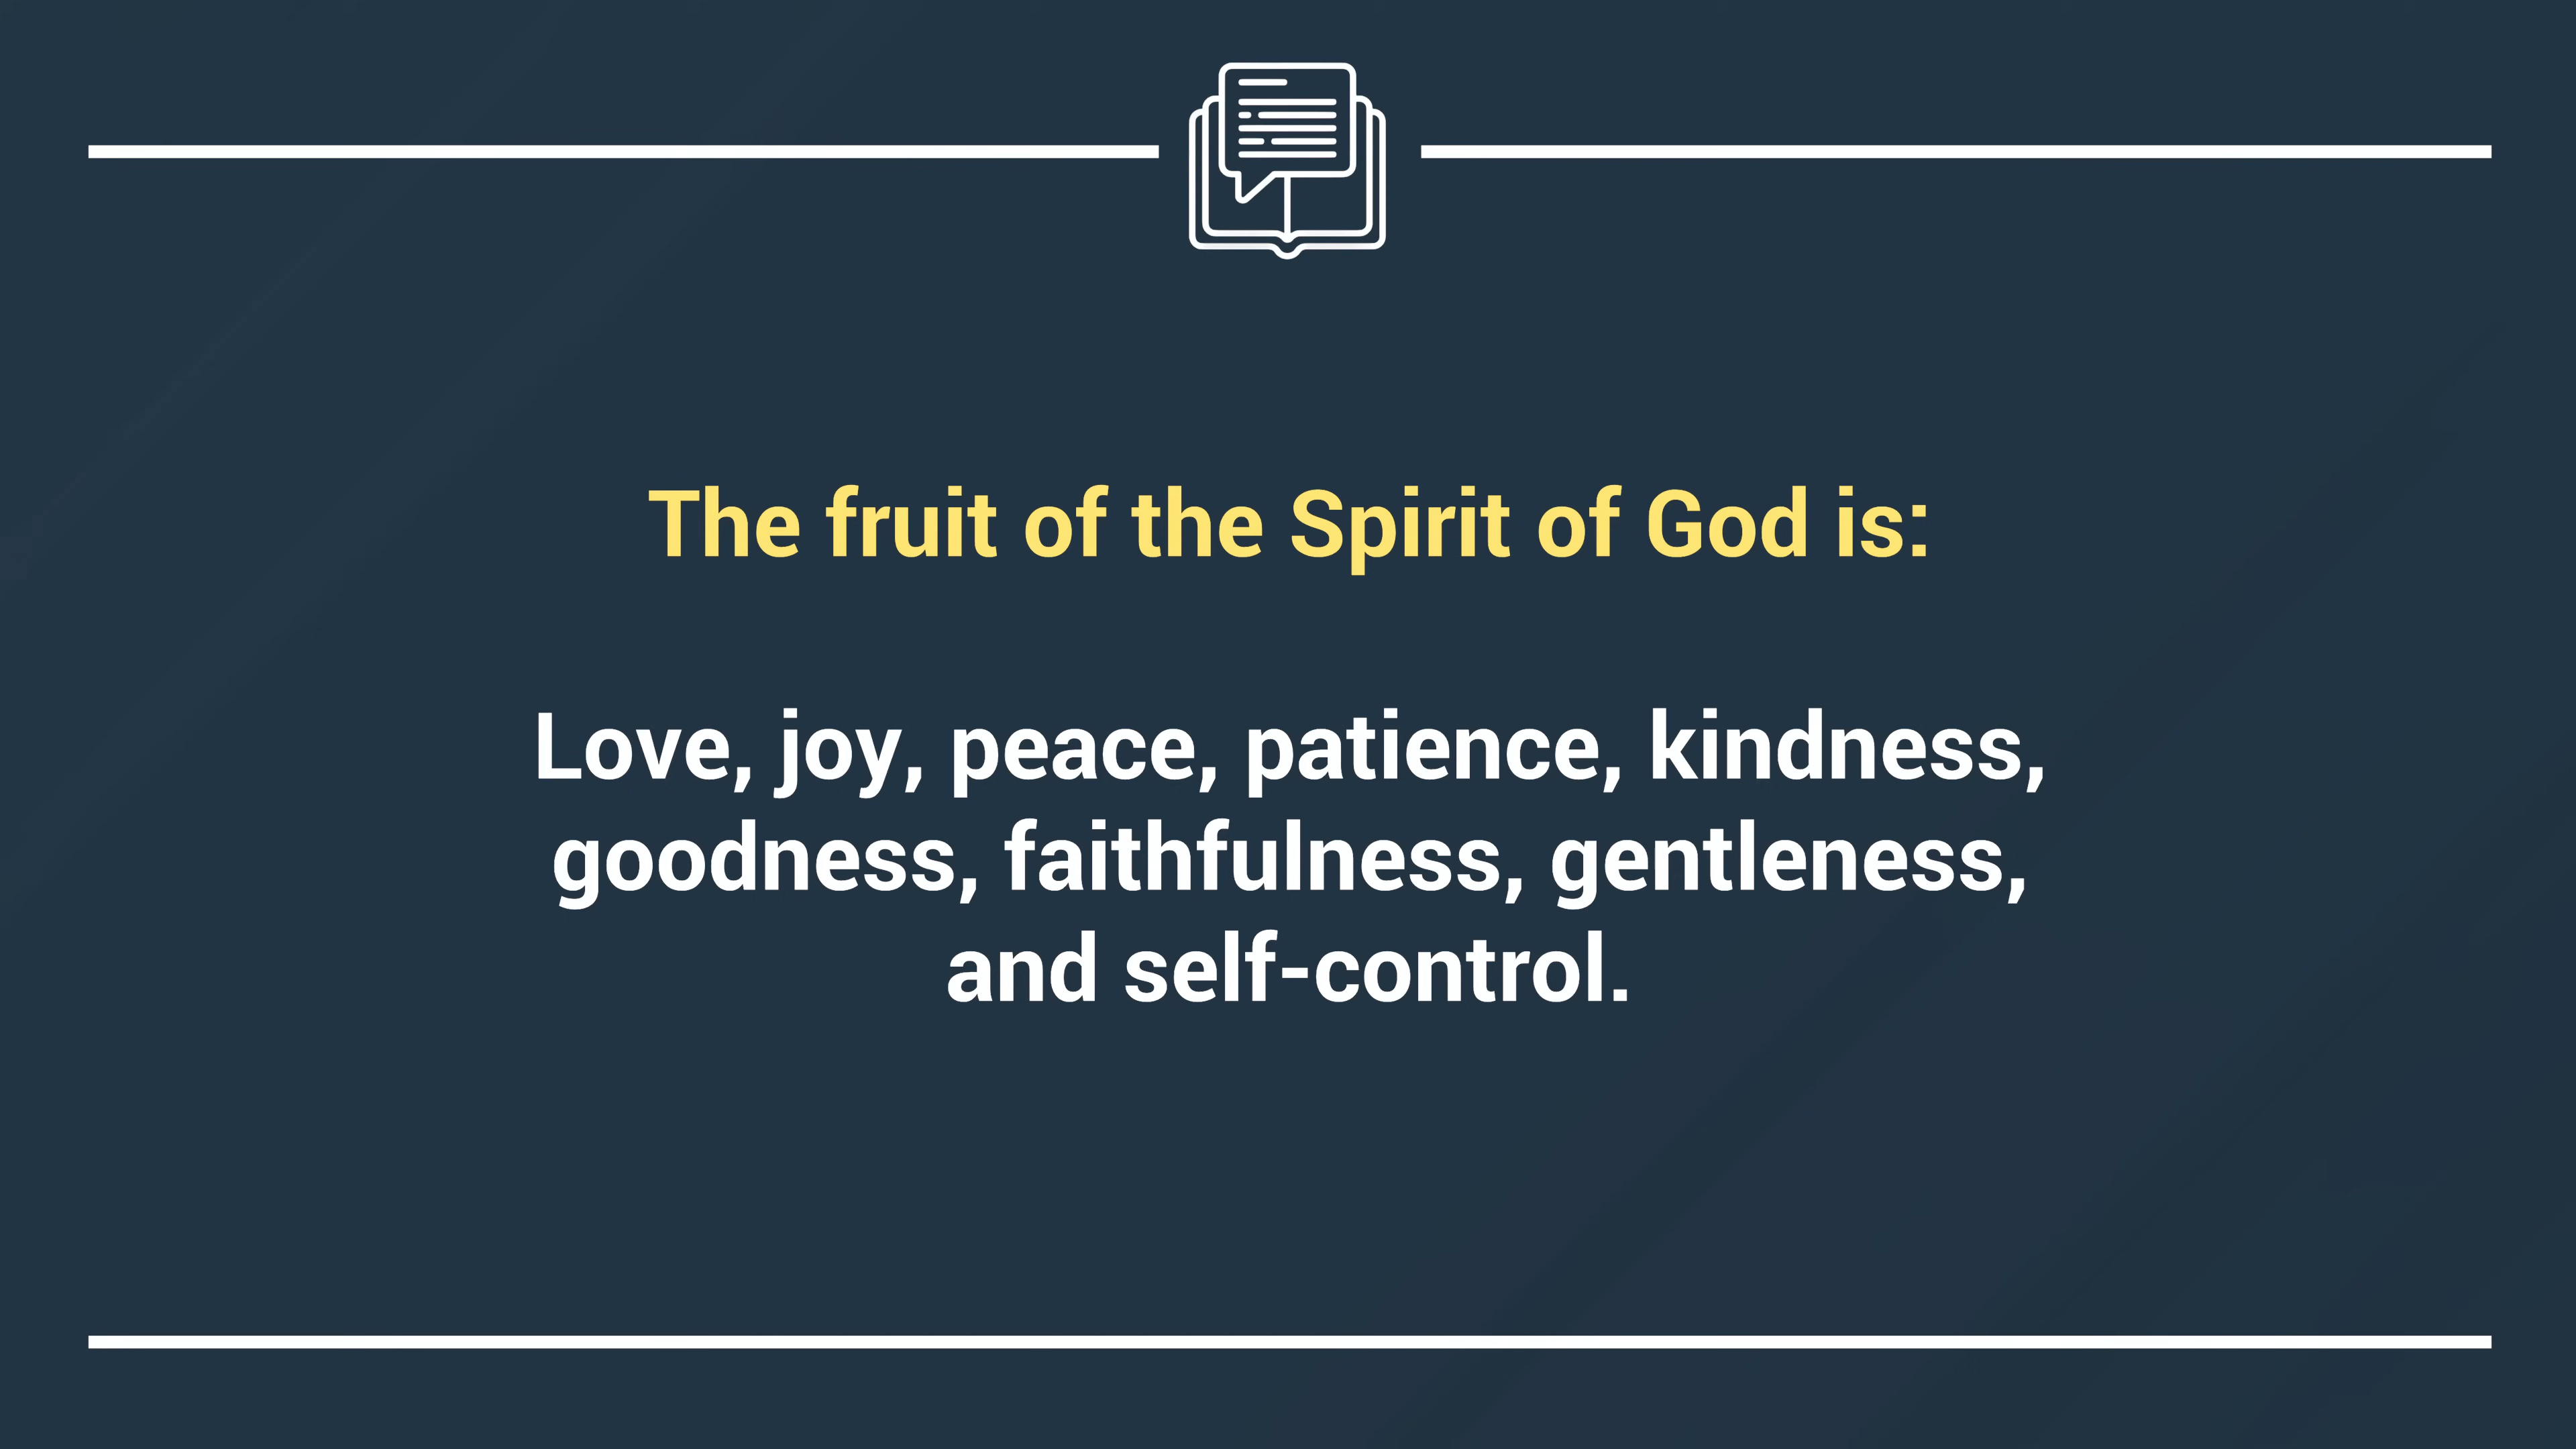 The fruit of the Spirit of God is:
Love, joy, peace, patience, kindness,
goodness, faithfulness, gentleness,
and self-control.